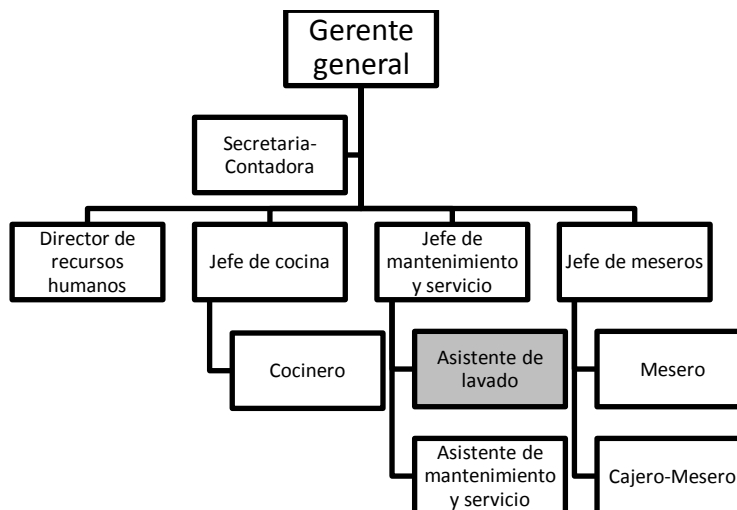 Gerente
general
Secretaria-
Contadora
Director de
recursos
humanos
Jefe de cocina
Jefe de
mantenimiento
y servicio
Jefe de meseros
Cocinero
Asistente de
lavado
Mesero
Asistente de
mantenimiento
y servicio
Cajero-Mesero